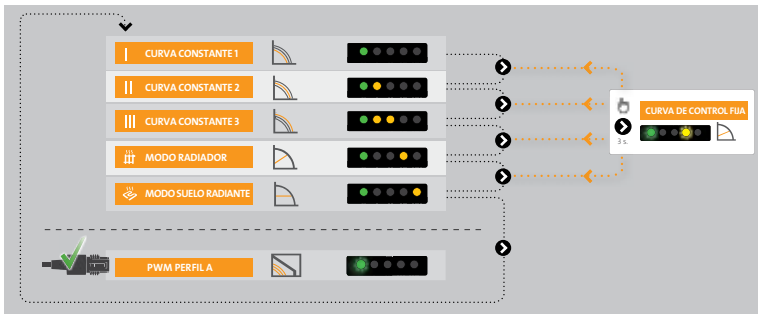 CURVA CONSTANTE 1
CURVA CONSTANTE 2
CURVA CONSTANTE 3
MODO RADIADOR
MODO SUELO RADIANTE
PWM PERFIL A
CURVA DE CONTROL FIJA
3 s.